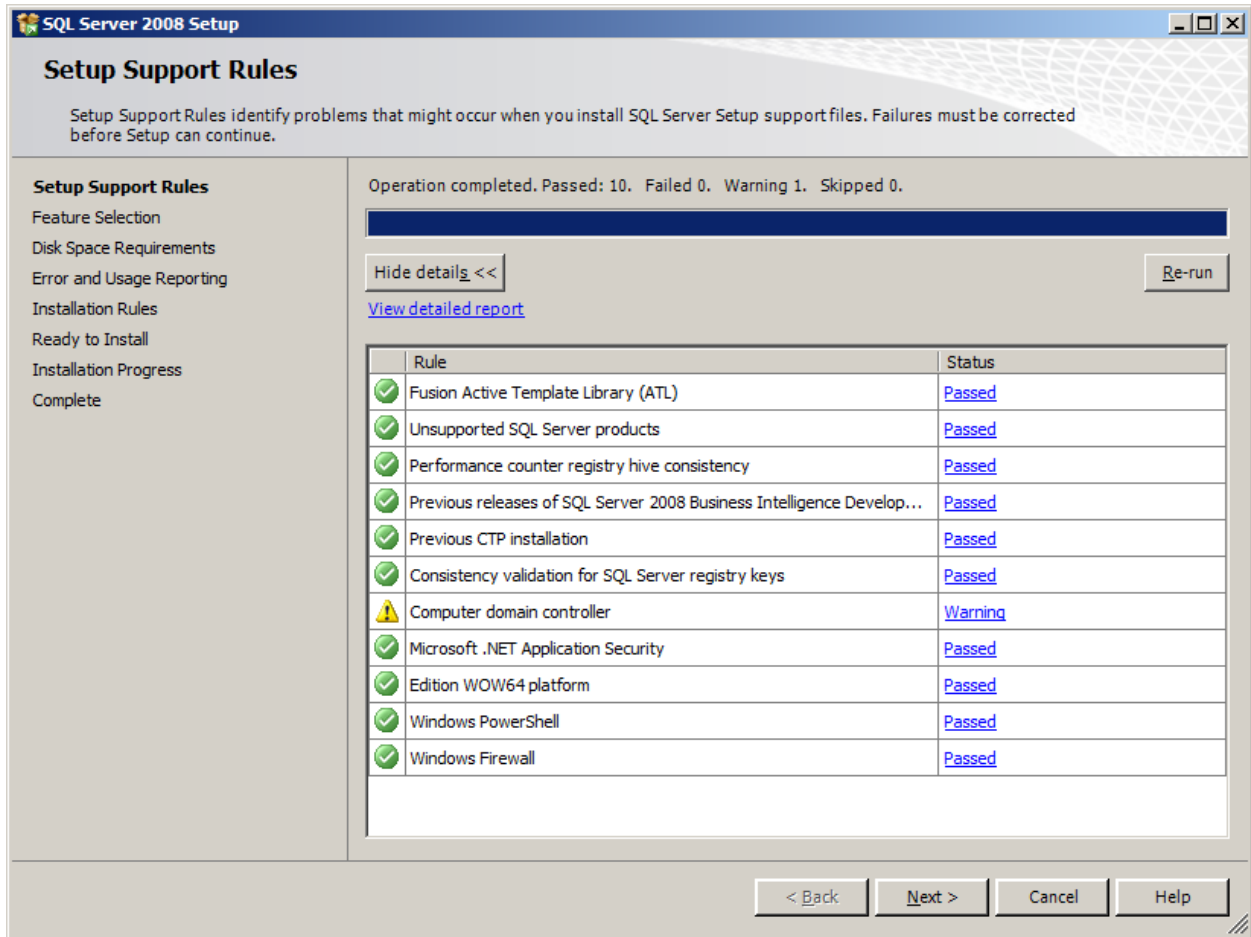 SQL Server 2008 Setup
Setup Support Rules
Setup Support Rules identify problems that might occur when you install SQL Server Setup support files. Failures must be corrected
before Setup can continue.
Setup Support Rules
Feature Selection
Disk Space Requirements
Error and Usage Reporting
Installation Rules
Ready to Install
Installation Progress
Complete
Operation completed. Passed: 10. Failed 0. Warning 1. Skipped 0.
Hide details <<
Re-run
View detailed report
Rule Status
Fusion Active Template Library (ATL) Passed
Unsupported SQL Server products Passed
Performance counter registry hive consistency Passed
Previous releases of SQL Server 2008 Business Intelligence Develop... Passed
Previous CTP installation Passed
Consistency validation for SQL Server registry keys Passed
Computer domain controller Warning
Microsoft .NET Application Security Passed
Edition WOW64 platform Passed
Windows PowerShell Passed
Windows Firewall Passed
< Back Next > Cancel Help